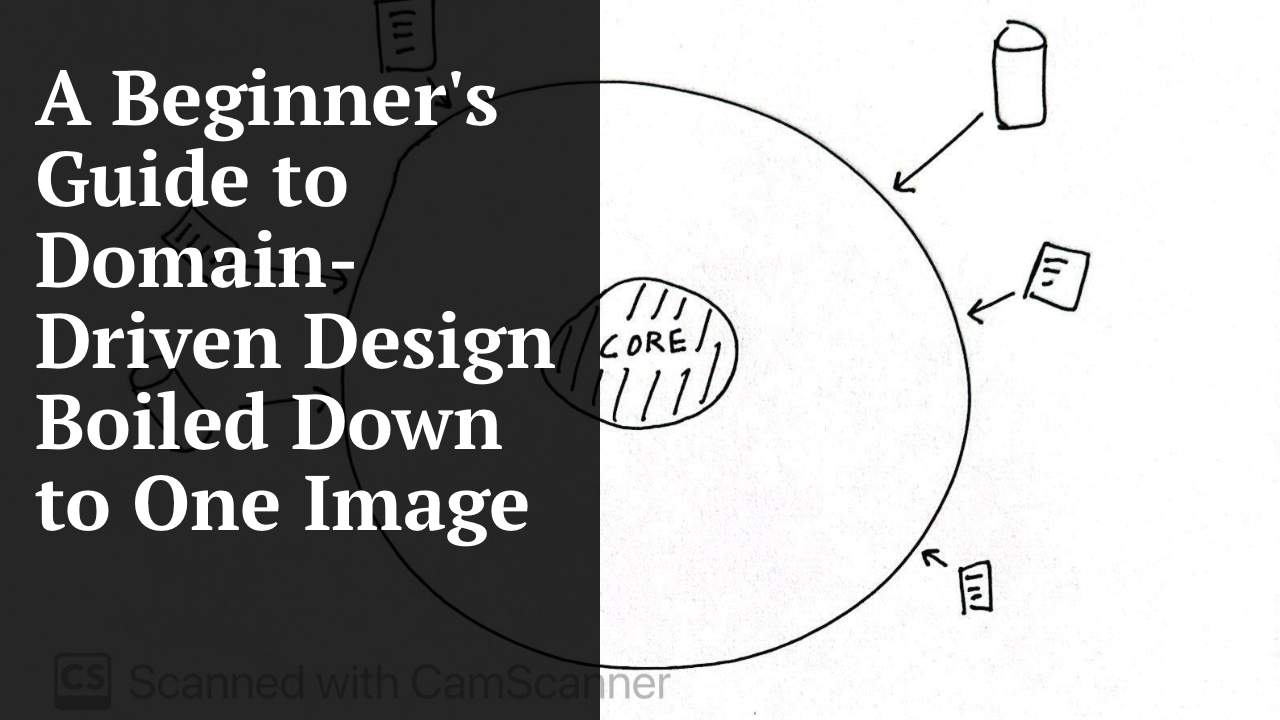 A Beginner's
Guide to
Domain-
Driven Design
Boiled Down
to One Image
CORE
CS Scanned with CamScanner